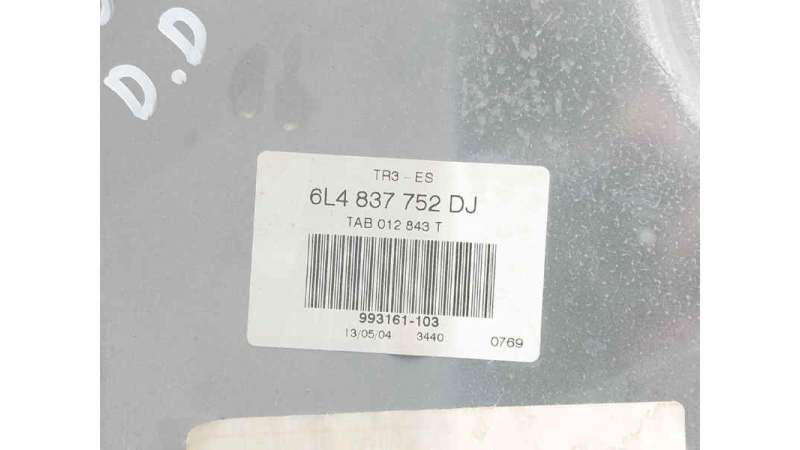 D.D
TR3 - ES
6L4 837 752 DJ
TAB 012 843 T
993161-103
13/05/04 3440 0769